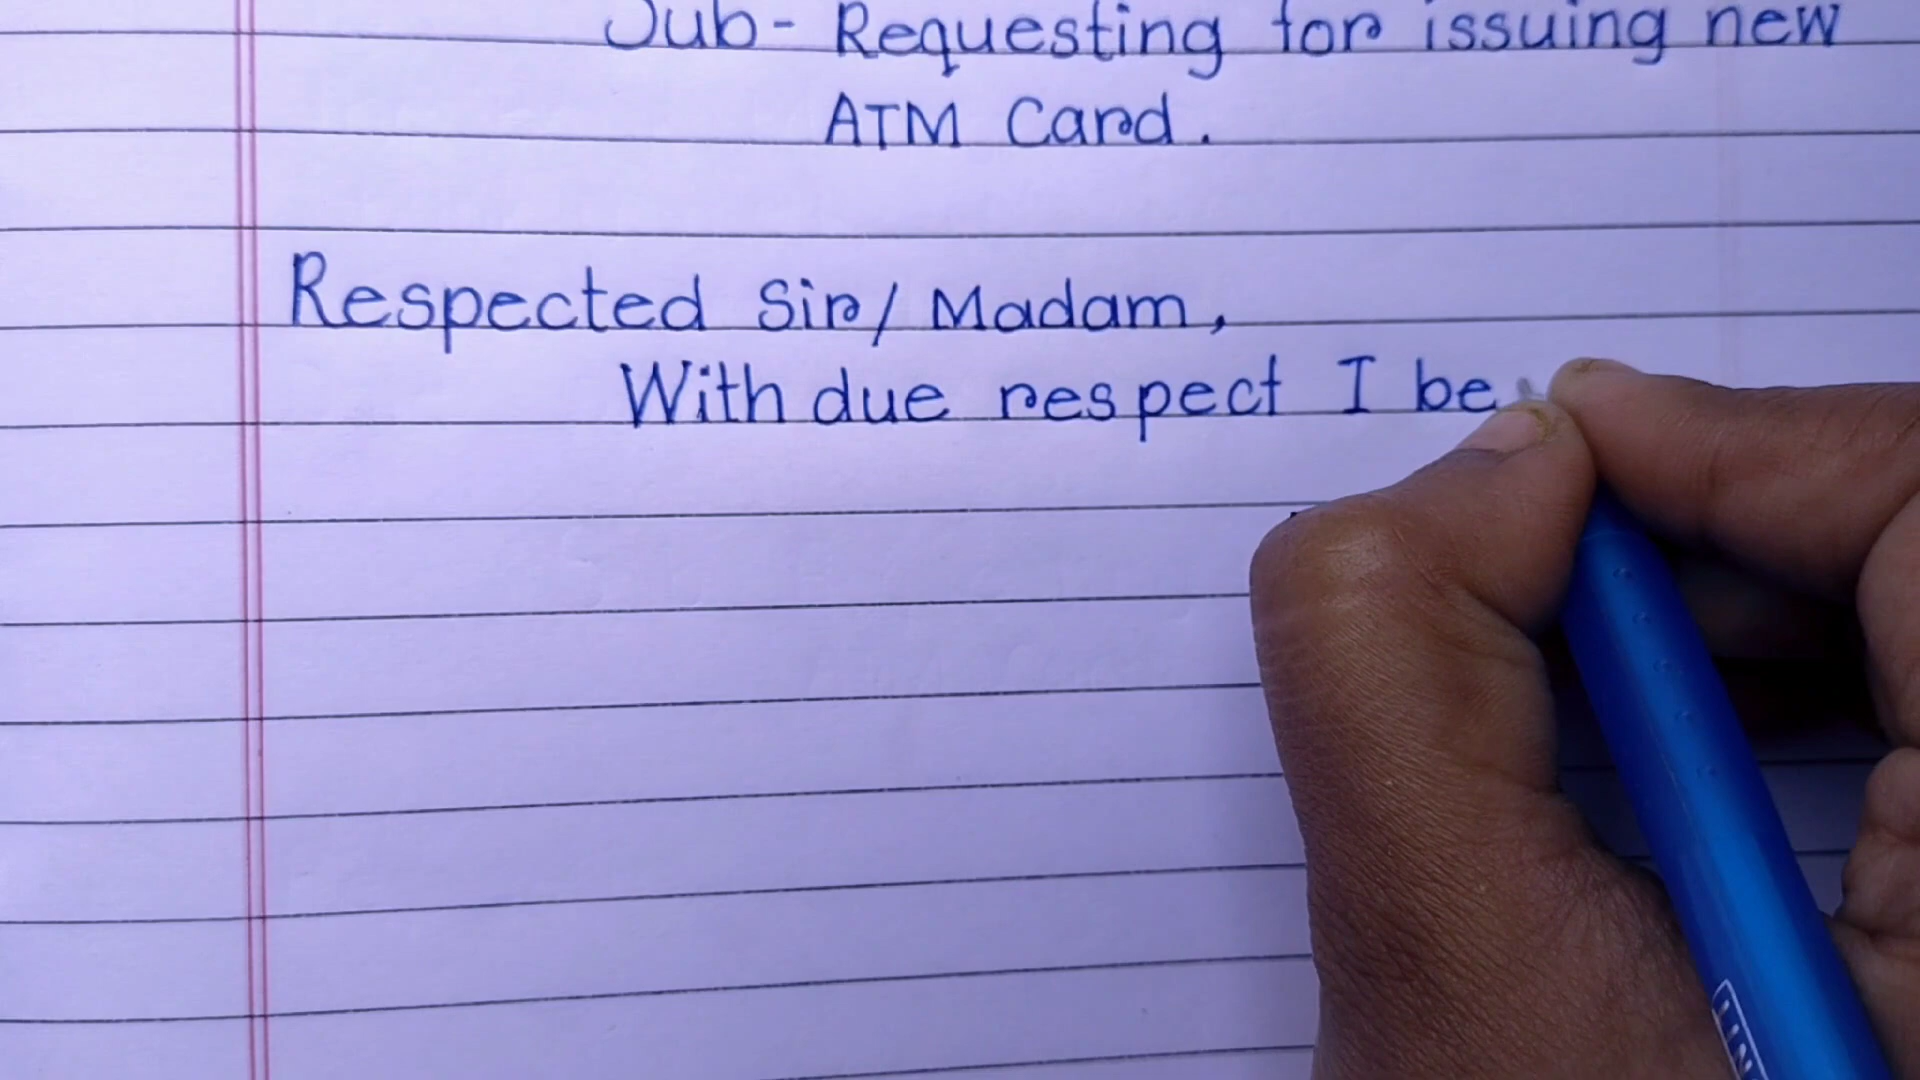 Sub- Requesting for issuing new
ATM Card.
Respected Sir/ Madam,
With due respect I be